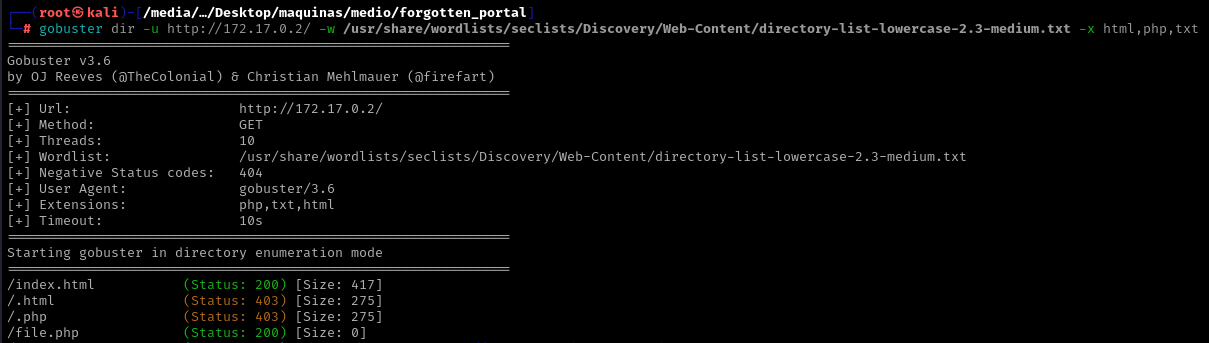 ┌──(root㉿kali)-[/media/…/Desktop/maquinas/medio/forgotten_portal]
└─# gobuster dir -u http://172.17.0.2/ -w /usr/share/wordlists/seclists/Discovery/Web-Content/directory-list-lowercase-2.3-medium.txt -x html,php,txt
===============================================================
Gobuster v3.6
by OJ Reeves (@TheColonial) & Christian Mehlmauer (@firefart)
===============================================================
[+] Url:                     http://172.17.0.2/
[+] Method:                  GET
[+] Threads:                 10
[+] Wordlist:                /usr/share/wordlists/seclists/Discovery/Web-Content/directory-list-lowercase-2.3-medium.txt
[+] Negative Status codes:   404
[+] User Agent:              gobuster/3.6
[+] Extensions:              php,txt,html
[+] Timeout:                 10s
===============================================================
Starting gobuster in directory enumeration mode
===============================================================
/index.html           (Status: 200) [Size: 417]
/.html                (Status: 403) [Size: 275]
/.php                 (Status: 403) [Size: 275]
/file.php             (Status: 200) [Size: 0]